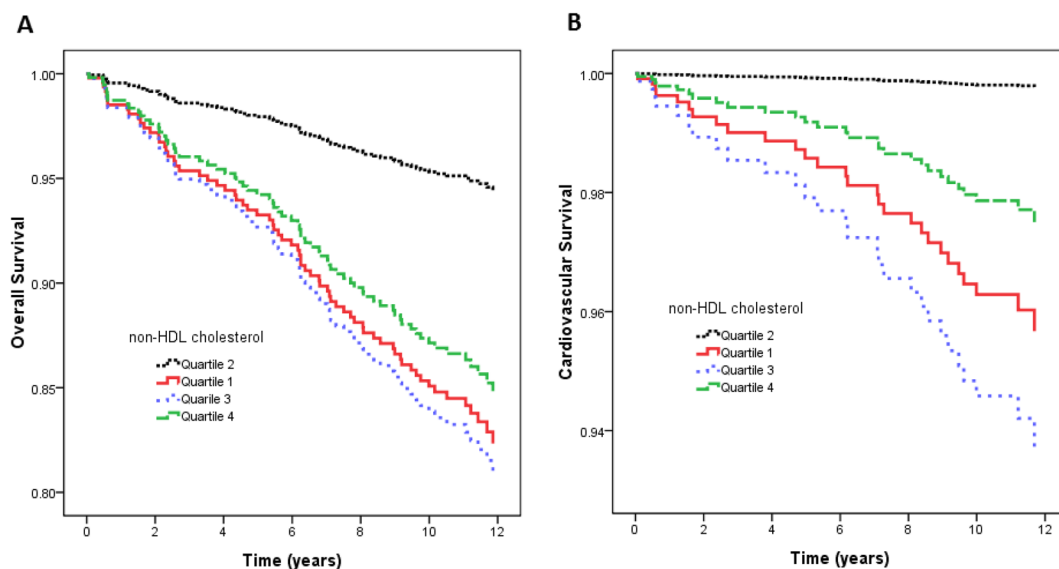 A
Overall Survival
1.00
0.95
0.90
0.85
0.80
non-HDL cholesterol
Quartile 2
Quartile 1
Quarile 3
Quartile 4
0 2 4 6 8 10 12
Time (years)
B
Cardiovascular Survival
1.00
0.98
0.96
0.94
non-HDL cholesterol
Quartile 2
Quartile 1
Quartile 3
Quartile 4
0 2 4 6 8 10 12
Time (years)